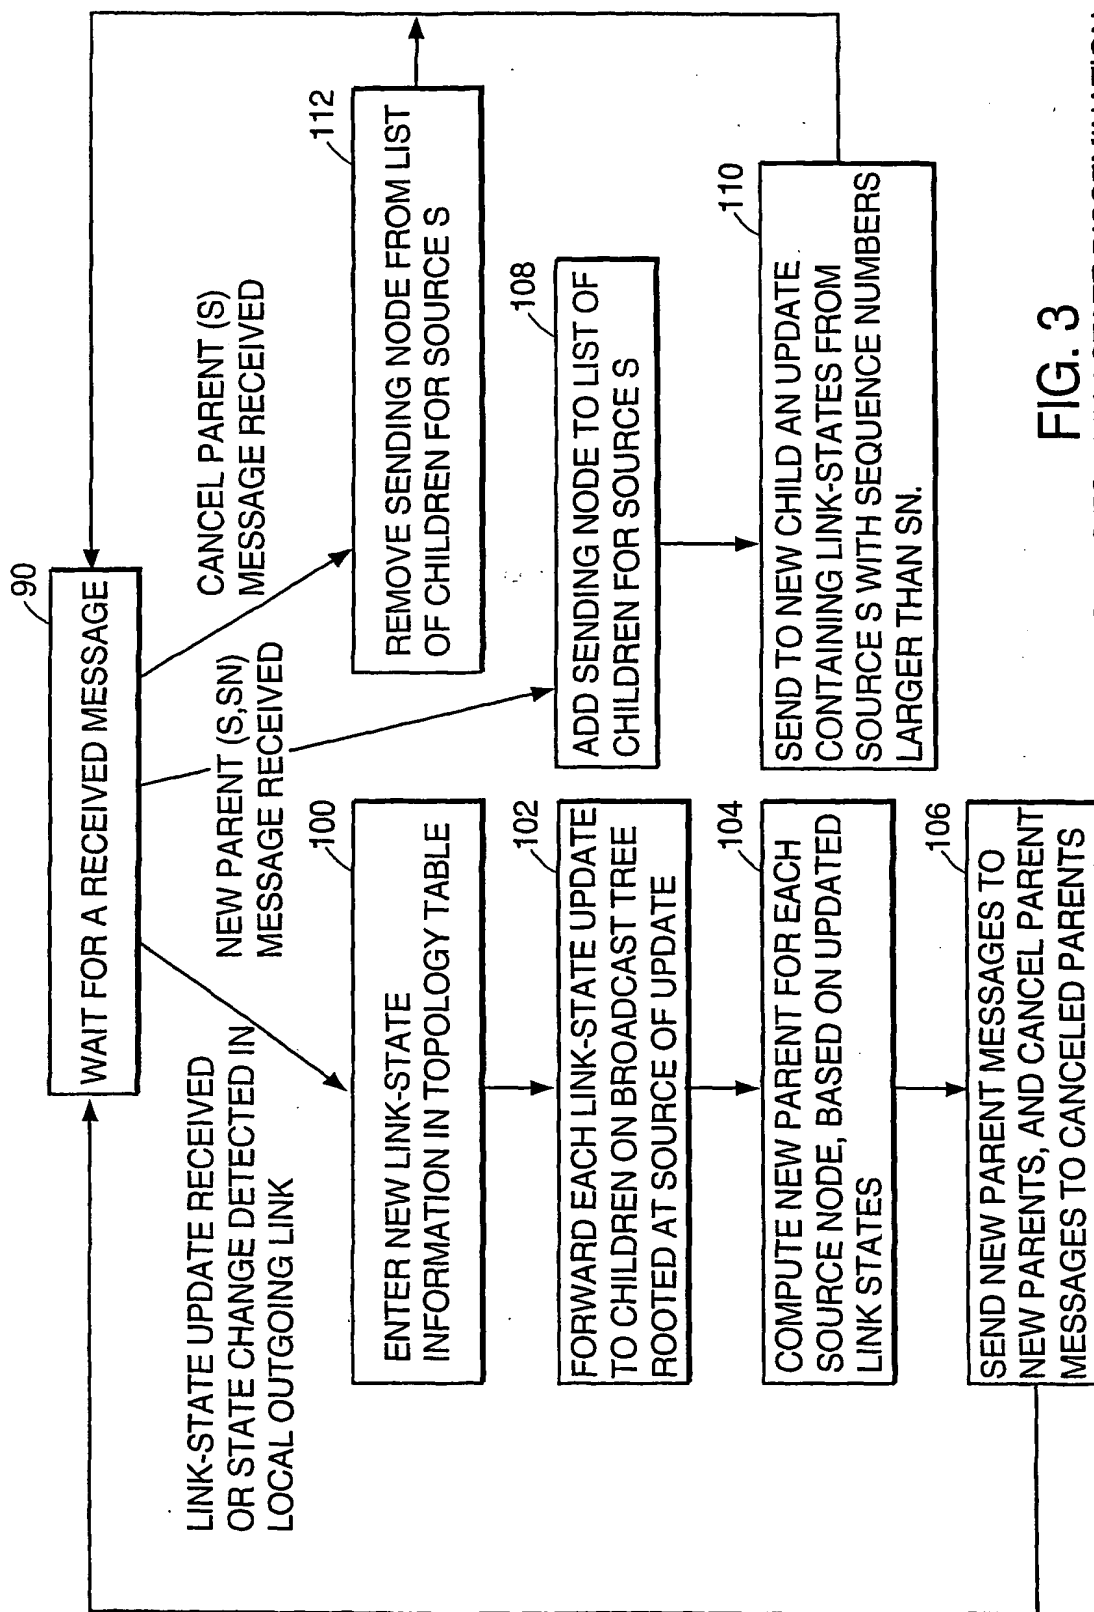 90
WAIT FOR A RECEIVED MESSAGE
LINK-STATE UPDATE RECEIVED
OR STATE CHANGE DETECTED IN
LOCAL OUTGOING LINK
NEW PARENT (S,SN)
MESSAGE RECEIVED
CANCEL PARENT (S)
MESSAGE RECEIVED
100
ENTER NEW LINK-STATE
INFORMATION IN TOPOLOGY TABLE
102
FORWARD EACH LINK-STATE UPDATE
TO CHILDREN ON BROADCAST TREE
ROOTED AT SOURCE OF UPDATE
104
COMPUTE NEW PARENT FOR EACH
SOURCE NODE, BASED ON UPDATED
LINK STATES
106
SEND NEW PARENT MESSAGES TO
NEW PARENTS, AND CANCEL PARENT
MESSAGES TO CANCELED PARENTS
108
ADD SENDING NODE TO LIST OF
CHILDREN FOR SOURCE S
110
SEND TO NEW CHILD AN UPDATE
CONTAINING LINK-STATES FROM
SOURCE S WITH SEQUENCE NUMBERS
LARGER THAN SN.
112
REMOVE SENDING NODE FROM LIST
OF CHILDREN FOR SOURCE S
FIG. 3